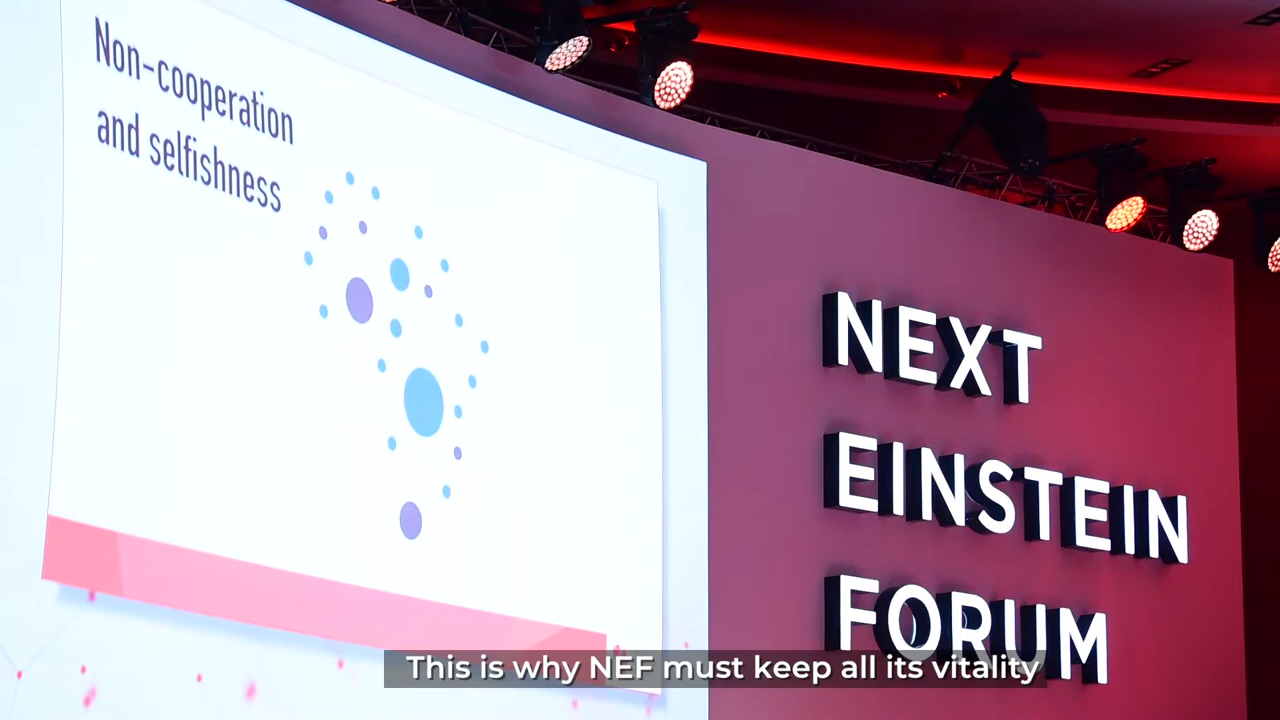 Non-cooperation
and selfishness
NEXT
EINSTEIN
FORUM
This is why NEF must keep all its vitality